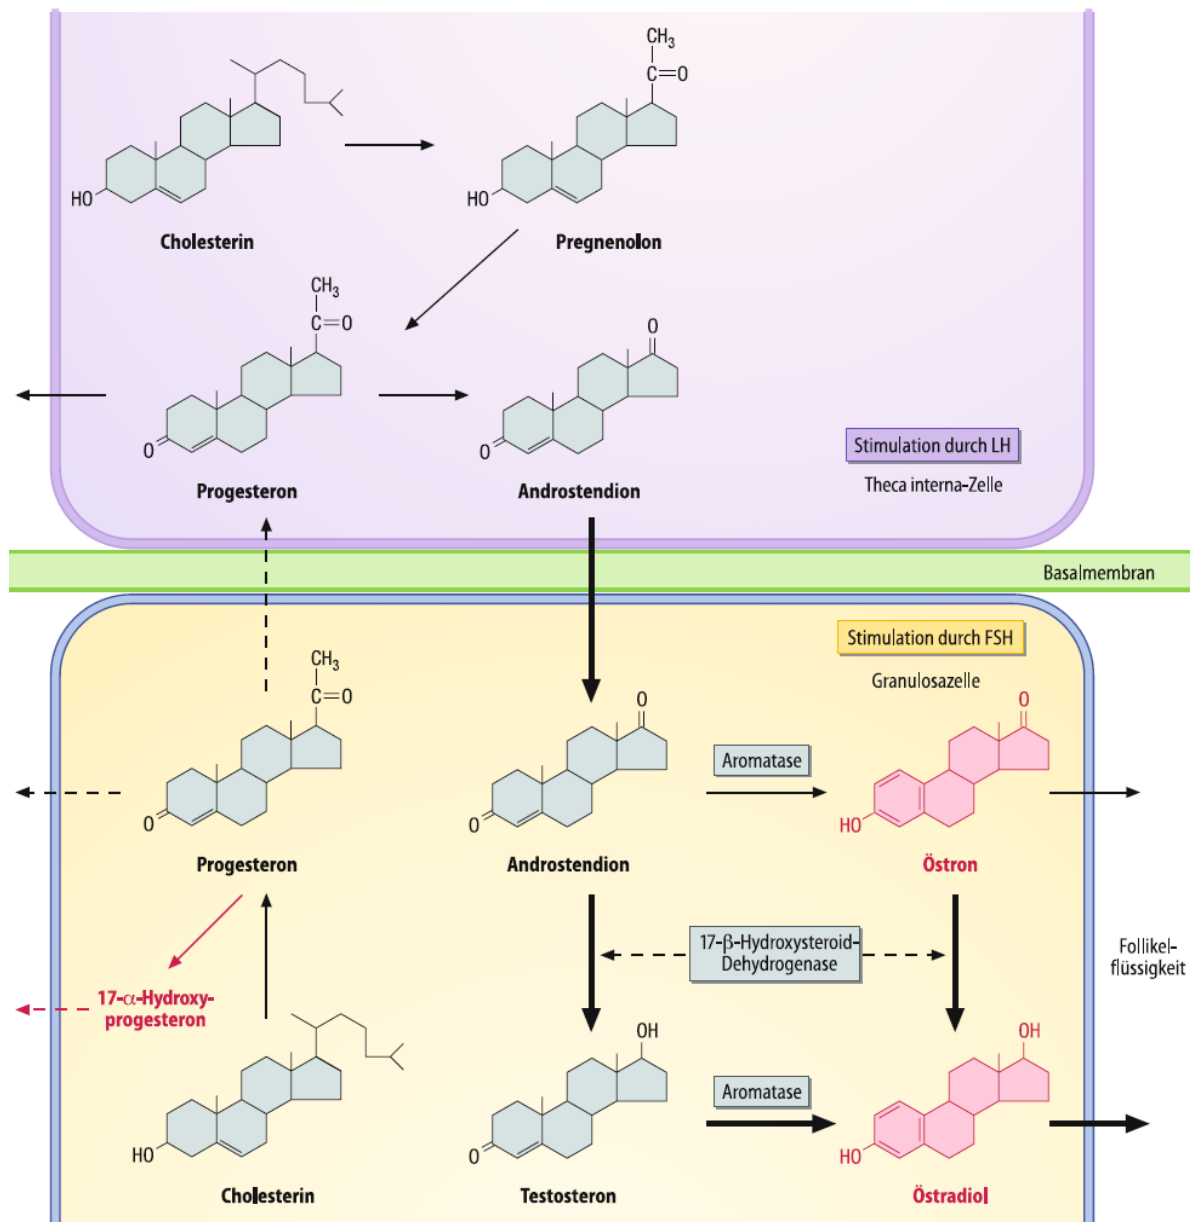 CH₃
C=O
HO
HO
Cholesterin
Pregnenolon
CH₃
C=O
O
O
O
Stimulation durch LH
Theca interna-Zelle
Progesteron
Androstendion
Basalmembran
Stimulation durch FSH
Granulosazelle
CH₃
C=O
O
O
Aromatase
O
O
HO
Progesteron
Androstendion
Östron
17-β-Hydroxysteroid-
Dehydrogenase
Follikel-
flüssigkeit
17-α-Hydroxy-
progesteron
OH
OH
Aromatase
HO
O
HO
Cholesterin
Testosteron
Östradiol